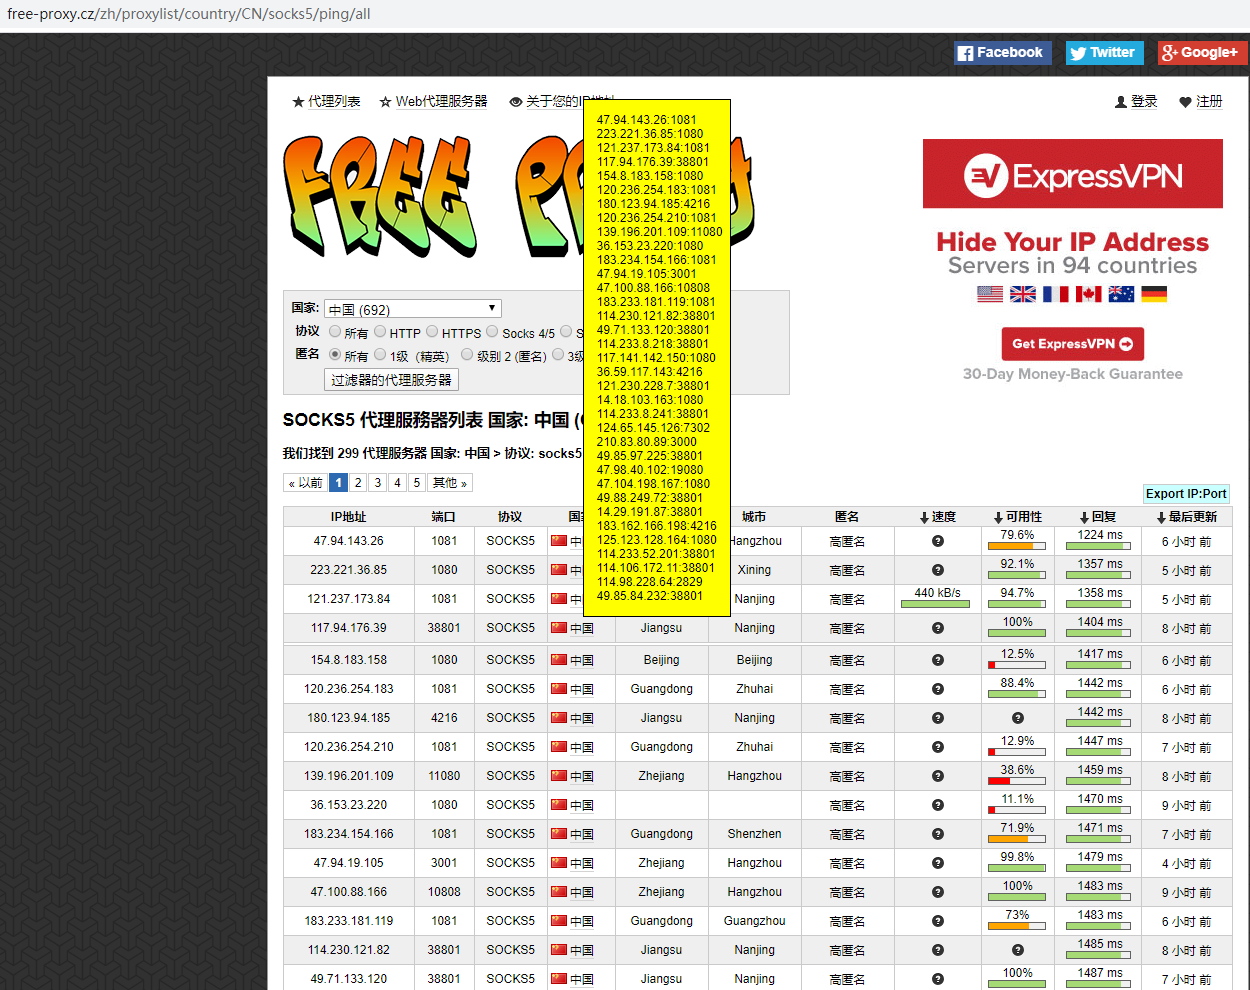 free-proxy.cz/zh/proxylist/country/CN/socks5/ping/all
Facebook
Twitter
Google+
★ 代理列表
☆ Web代理服务器
关于您的IP地址
登录
注册
FREE
ExpressVPN
Hide Your IP Address
Servers in 94 countries
Get ExpressVPN
30-Day Money-Back Guarantee
47.94.143.26:1081
223.221.36.85:1080
121.237.173.84:1081
117.94.176.39:38801
154.8.183.158:1080
120.236.254.183:1081
180.123.94.185:4216
120.236.254.210:1081
139.196.201.109:11080
36.153.23.220:1080
183.234.154.166:1081
47.94.19.105:3001
47.100.88.166:10808
183.233.181.119:1081
114.230.121.82:38801
49.71.133.120:38801
114.233.8.218:38801
117.141.142.150:1080
36.59.117.143:4216
121.230.228.7:38801
14.18.103.163:1080
114.233.8.241:38801
124.65.145.126:7302
210.83.80.89:3000
49.85.97.225:38801
47.98.40.102:19080
47.104.198.167:1080
49.88.249.72:38801
14.29.191.87:38801
183.162.166.198:4216
125.123.128.164:1080
114.233.52.201:38801
114.106.172.11:38801
114.98.228.64:2829
49.85.84.232:38801
国家: 中国 (692) ▼
协议 所有 HTTP HTTPS Socks 4/5 S
匿名 所有 1级（精英） 级别 2 (匿名) 3级
过滤器的代理服务器
SOCKS5 代理服務器列表 国家: 中国 (
我们找到 299 代理服务器 国家: 中国 > 协议: socks5
« 以前 1 2 3 4 5 其他 »
Export IP:Port
IP地址 端口 协议 国家 城市 匿名 速度 可用性 回复 最后更新
47.94.143.26 1081 SOCKS5 中 Hangzhou 高匿名 79.6% 1224 ms 6 小时 前
223.221.36.85 1080 SOCKS5 中 Xining 高匿名 92.1% 1357 ms 5 小时 前
121.237.173.84 1081 SOCKS5 中 Nanjing 高匿名 440 kB/s 94.7% 1358 ms 5 小时 前
117.94.176.39 38801 SOCKS5 中国 Jiangsu Nanjing 高匿名 100% 1404 ms 8 小时 前
154.8.183.158 1080 SOCKS5 中国 Beijing Beijing 高匿名 12.5% 1417 ms 6 小时 前
120.236.254.183 1081 SOCKS5 中国 Guangdong Zhuhai 高匿名 88.4% 1442 ms 6 小时 前
180.123.94.185 4216 SOCKS5 中国 Jiangsu Nanjing 高匿名 1442 ms 8 小时 前
120.236.254.210 1081 SOCKS5 中国 Guangdong Zhuhai 高匿名 12.9% 1447 ms 7 小时 前
139.196.201.109 11080 SOCKS5 中国 Zhejiang Hangzhou 高匿名 38.6% 1459 ms 8 小时 前
36.153.23.220 1080 SOCKS5 中国 高匿名 11.1% 1470 ms 9 小时 前
183.234.154.166 1081 SOCKS5 中国 Guangdong Shenzhen 高匿名 71.9% 1471 ms 7 小时 前
47.94.19.105 3001 SOCKS5 中国 Zhejiang Hangzhou 高匿名 99.8% 1479 ms 4 小时 前
47.100.88.166 10808 SOCKS5 中国 Zhejiang Hangzhou 高匿名 100% 1483 ms 9 小时 前
183.233.181.119 1081 SOCKS5 中国 Guangdong Guangzhou 高匿名 73% 1483 ms 6 小时 前
114.230.121.82 38801 SOCKS5 中国 Jiangsu Nanjing 高匿名 1485 ms 8 小时 前
49.71.133.120 38801 SOCKS5 中国 Jiangsu Nanjing 高匿名 100% 1487 ms 7 小时 前